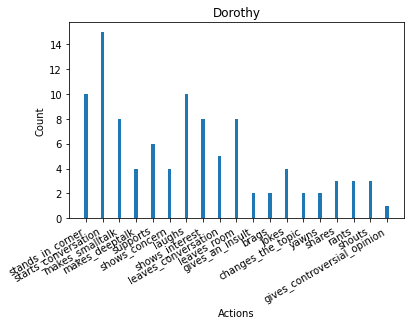 Dorothy
Count
14
12
10
8
6
4
2
0
stands_in_corner
starts_conversation
makes_smalltalk
makes_deeptalk
supports
shows_concern
laughs
shows_interest
leaves_conversation
leaves_room
gives_an_insult
brags
jokes
changes_the_topic
yawns
shares
rants
shouts
gives_controversial_opinion
Actions